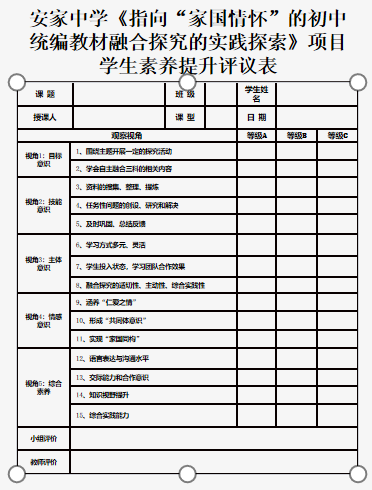 安家中学《指向“家国情怀”的初中
统编教材融合探究的实践探索》项目
学生素养提升评议表
课 题 班 级 学生姓名
授课人 课 型 日 期
观察视角 等级A 等级B 等级C
视角1：目标意识
1、围绕主题开展一定的探究活动
2、学会自主融合三科的相关内容
视角2：技能意识
3、资料的搜集、整理、提炼
4、任务性问题的创设、研究和解决
5、及时巩固、总结反馈
视角3：主体意识
6、学习方式多元、灵活
7、学生投入状态、学习团队合作效果
8、融合探究的适切性、主动性、综合实践性
视角4：情感意识
9、涵养“仁爱之情”
10、形成“共同体意识”
11、实现“家国同构”
视角5：综合素养
12、语言表达与沟通水平
13、交际能力和合作意识
14、知识视野提升
15、综合实践能力
小组评价
教师评价